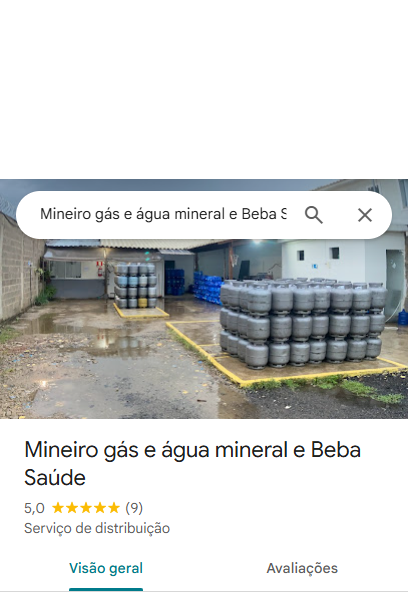 Mineiro gás e água mineral e Beba S
Mineiro gás e água mineral e Beba
Saúde
5,0 (9)
Serviço de distribuição
Visão geral
Avaliações